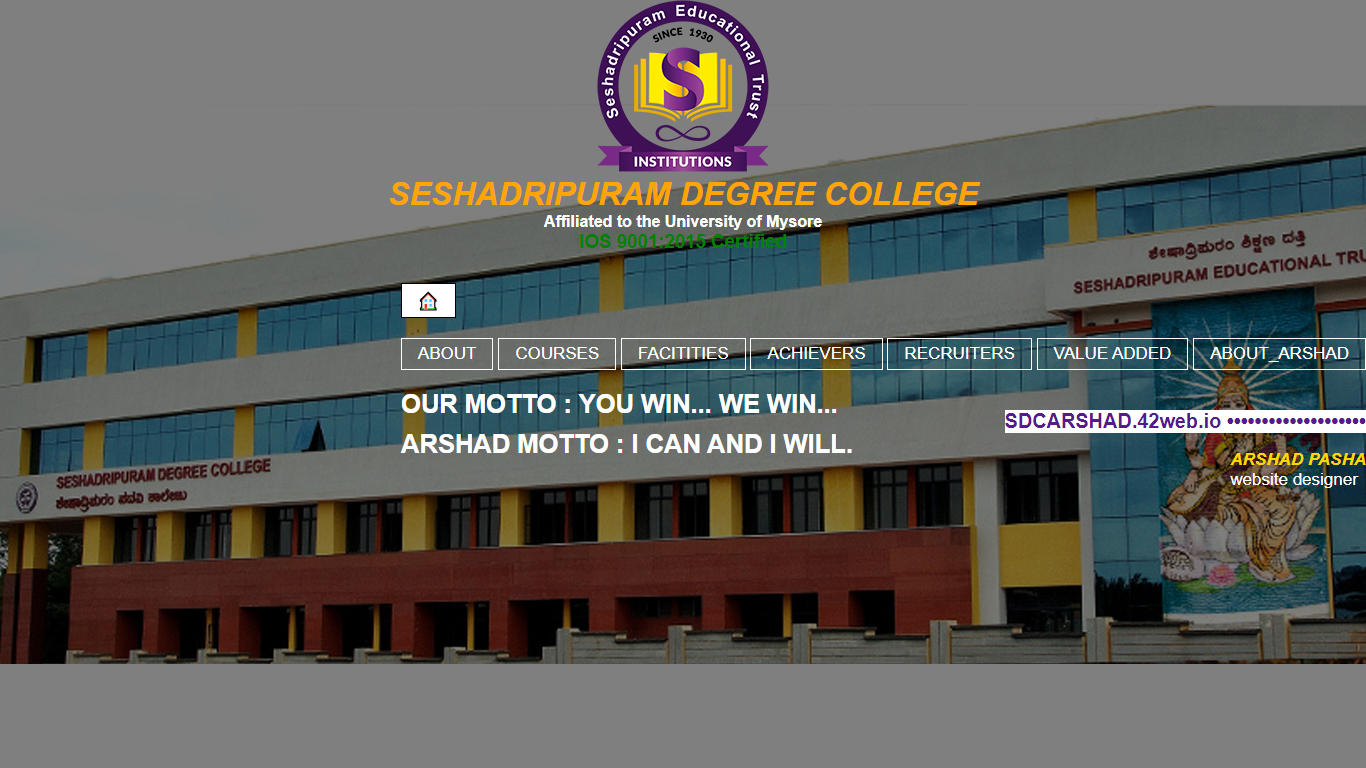 Seshadripuram Educational Trust
SINCE 1930
S
INSTITUTIONS
SESHADRIPURAM DEGREE COLLEGE
Affiliated to the University of Mysore
IOS 9001:2015 Certified
ಶೇಷಾದ್ರಿಪುರಂ ಶಿಕ್ಷಣ ದತ್ತಿ
SESHADRIPURAM EDUCATIONAL TRU
ABOUT COURSES FACITITIES ACHIEVERS RECRUITERS VALUE ADDED ABOUT_ARSHAD
OUR MOTTO : YOU WIN... WE WIN...
SDCARSHAD.42web.io ••••••••••••••••••••
ARSHAD MOTTO : I CAN AND I WILL.
ARSHAD PASHA
website designer
SESHADRIPURAM DEGREE COLLEGE
ಶೇಷಾದ್ರಿಪುರಂ ಪದವಿ ಕಾಲೇಜು